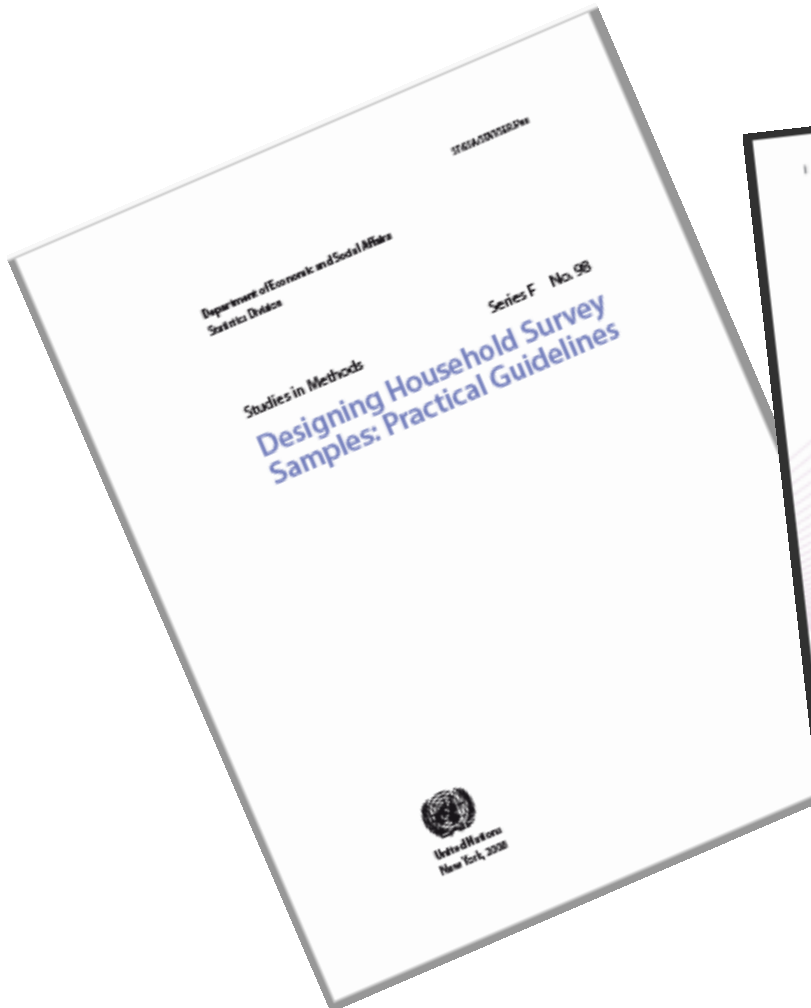 Department of Economic and Social Affairs
Statistics Division
Studies in Methods
Series F No. 98
Designing Household Survey
Samples: Practical Guidelines
United Nations
New York, 2008